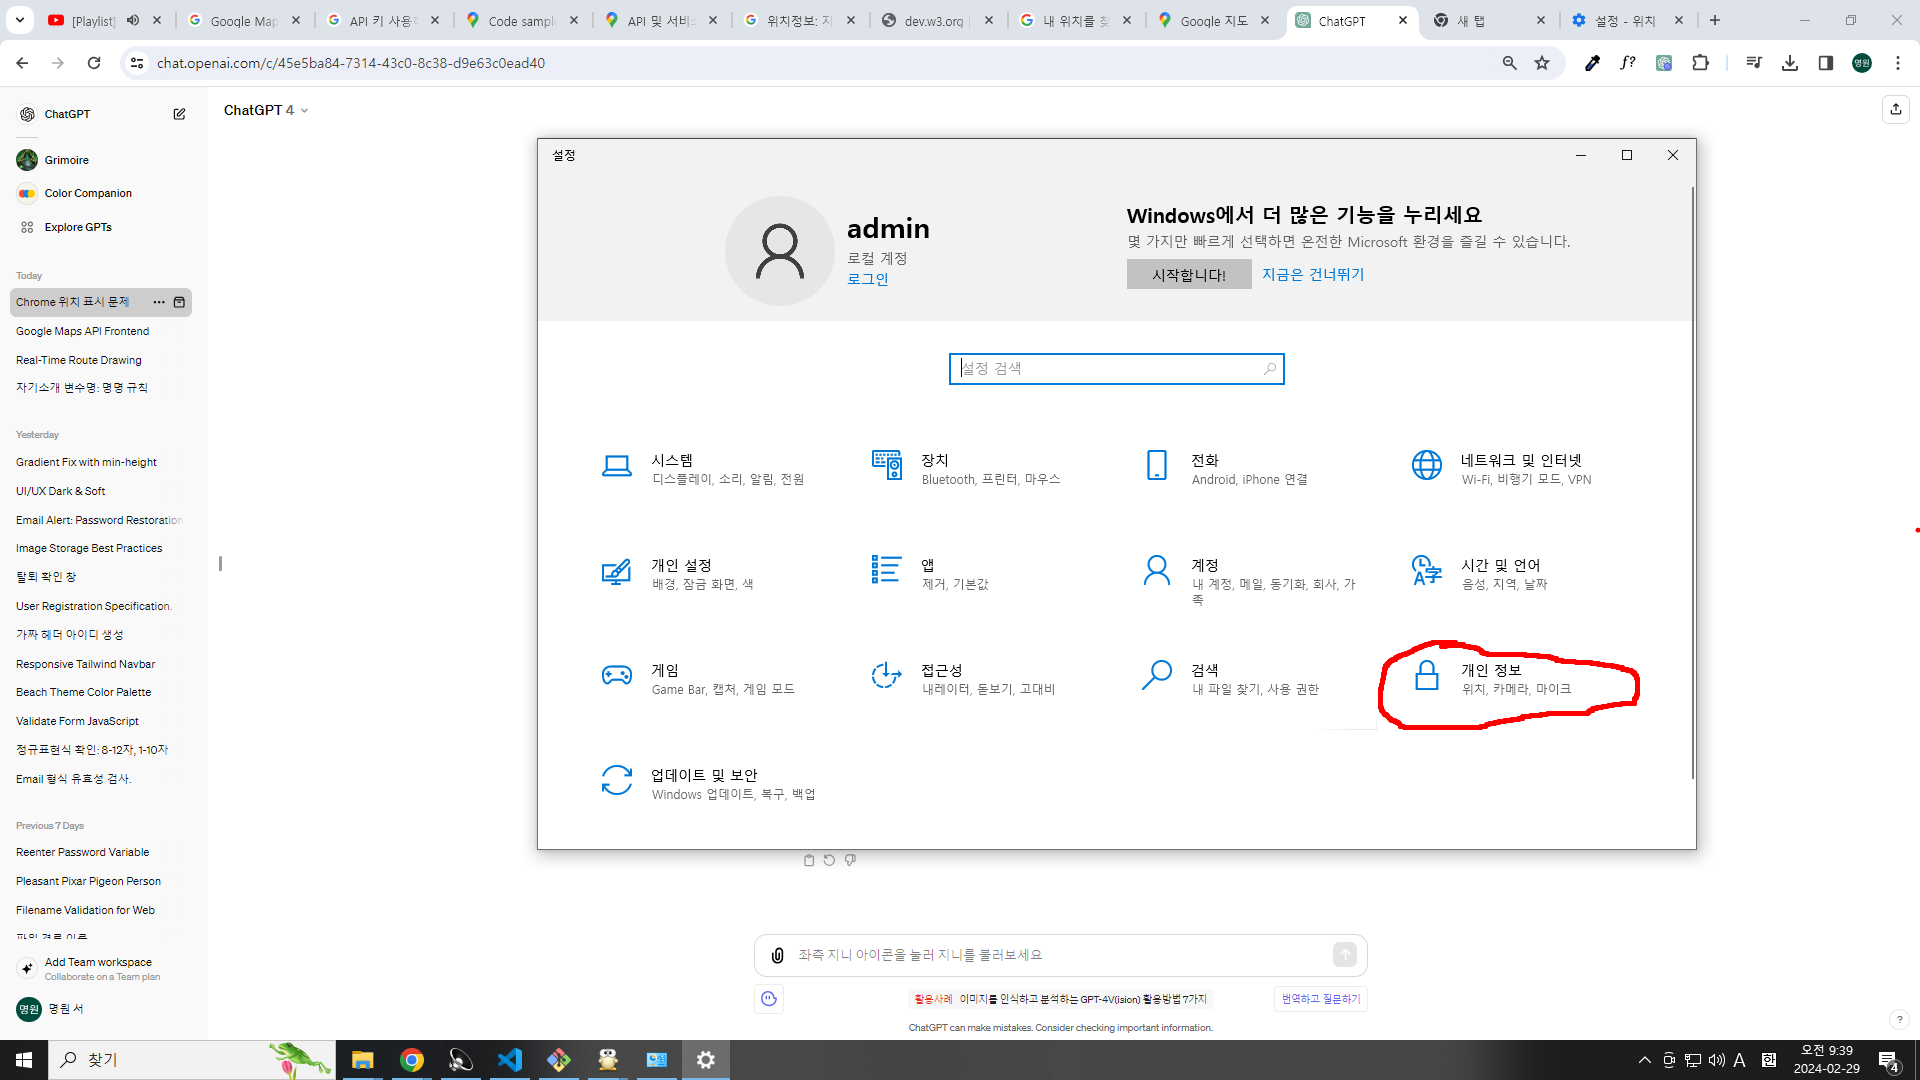 [Playlist]
Google Map
API 키 사용
Code sampl
API 및 서비
위치정보: 지
dev.w3.org
내 위치를 찾
Google 지도
ChatGPT
새 탭
설정 - 위치
chat.openai.com/c/45e5ba84-7314-43c0-8c38-d9e63c0ead40
f?
명원
ChatGPT
ChatGPT 4
Grimoire
Color Companion
Explore GPTs
Today
Chrome 위치 표시 문제
Google Maps API Frontend
Real-Time Route Drawing
자기소개 변수명: 명명 규칙
Yesterday
Gradient Fix with min-height
UI/UX Dark & Soft
Email Alert: Password Restoration
Image Storage Best Practices
탈퇴 확인 창
User Registration Specification.
가짜 헤더 아이디 생성
Responsive Tailwind Navbar
Beach Theme Color Palette
Validate Form JavaScript
정규표현식 확인: 8-12자, 1-10자
Email 형식 유효성 검사.
Previous 7 Days
Reenter Password Variable
Pleasant Pixar Pigeon Person
Filename Validation for Web
파일 경로 이름
Add Team workspace
Collaborate on a Team plan
명원 명원 서
설정
admin
로컬 계정
로그인
Windows에서 더 많은 기능을 누리세요
몇 가지만 빠르게 선택하면 온전한 Microsoft 환경을 즐길 수 있습니다.
시작합니다! 지금은 건너뛰기
설정 검색
시스템
디스플레이, 소리, 알림, 전원
장치
Bluetooth, 프린터, 마우스
전화
Android, iPhone 연결
네트워크 및 인터넷
Wi-Fi, 비행기 모드, VPN
개인 설정
배경, 잠금 화면, 색
앱
제거, 기본값
계정
내 계정, 메일, 동기화, 회사, 가
족
시간 및 언어
음성, 지역, 날짜
게임
Game Bar, 캡처, 게임 모드
접근성
내레이터, 돋보기, 고대비
검색
내 파일 찾기, 사용 권한
개인 정보
위치, 카메라, 마이크
업데이트 및 보안
Windows 업데이트, 복구, 백업
좌측 지니 아이콘을 눌러 지니를 불러보세요
활용사례 이미지를 인식하고 분석하는 GPT-4V(ision) 활용방법 7가지
번역하고 질문하기
ChatGPT can make mistakes. Consider checking important information.
?
찾기
A
한
오전 9:39
2024-02-29
4